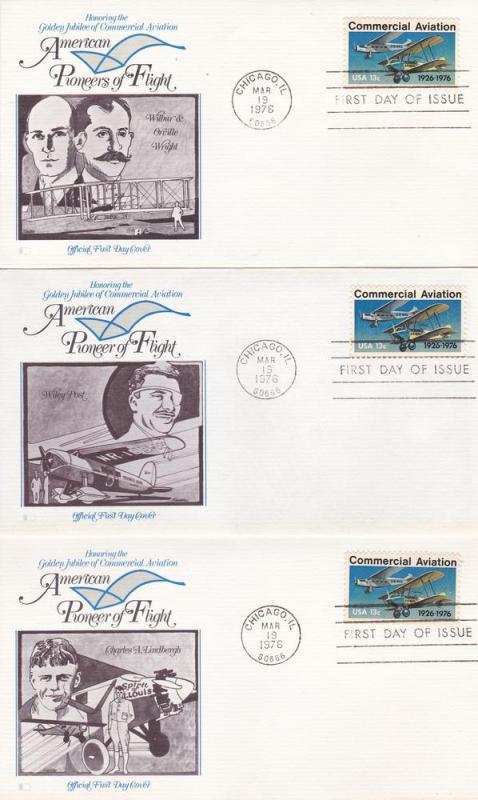 Honoring the
Golden Jubilee of Commercial Aviation
American
Pioneers of Flight
Wilbur &
Orville
Wright
Official First Day Cover
CHICAGO, IL
MAR
19
1976
60666
Commercial Aviation
USA 13c 1926-1976
FIRST DAY OF ISSUE
Honoring the
Golden Jubilee of Commercial Aviation
American
Pioneer of Flight
Wiley Post
Official First Day Cover
CHICAGO, IL
MAR
19
1976
60666
Commercial Aviation
USA 13c 1926-1976
FIRST DAY OF ISSUE
Honoring the
Golden Jubilee of Commercial Aviation
American
Pioneer of Flight
Charles A. Lindbergh
Spirit
of
St. Louis
Official First Day Cover
CHICAGO, IL
MAR
19
1976
60666
Commercial Aviation
USA 13c 1926-1976
FIRST DAY OF ISSUE